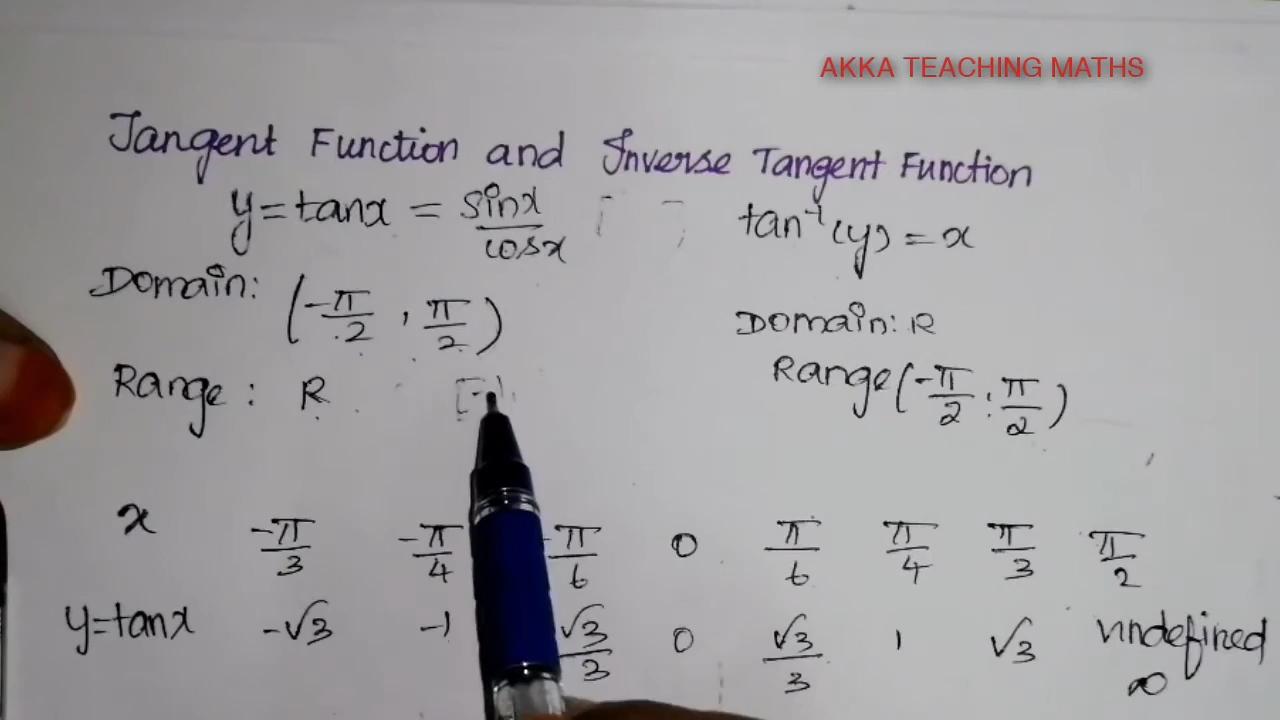 AKKA TEACHING MATHS
Tangent Function and Inverse Tangent Function
y = tanx = sinx/cosx
tan⁻¹(y) = x
Domain: (-π/2, π/2)
Domain: R
Range: R
Range (-π/2, π/2)
x -π/3 -π/4 -π/6 0 π/6 π/4 π/3 π/2
y=tanx -√3 -1 √3/3 0 √3/3 1 √3 undefined
∞